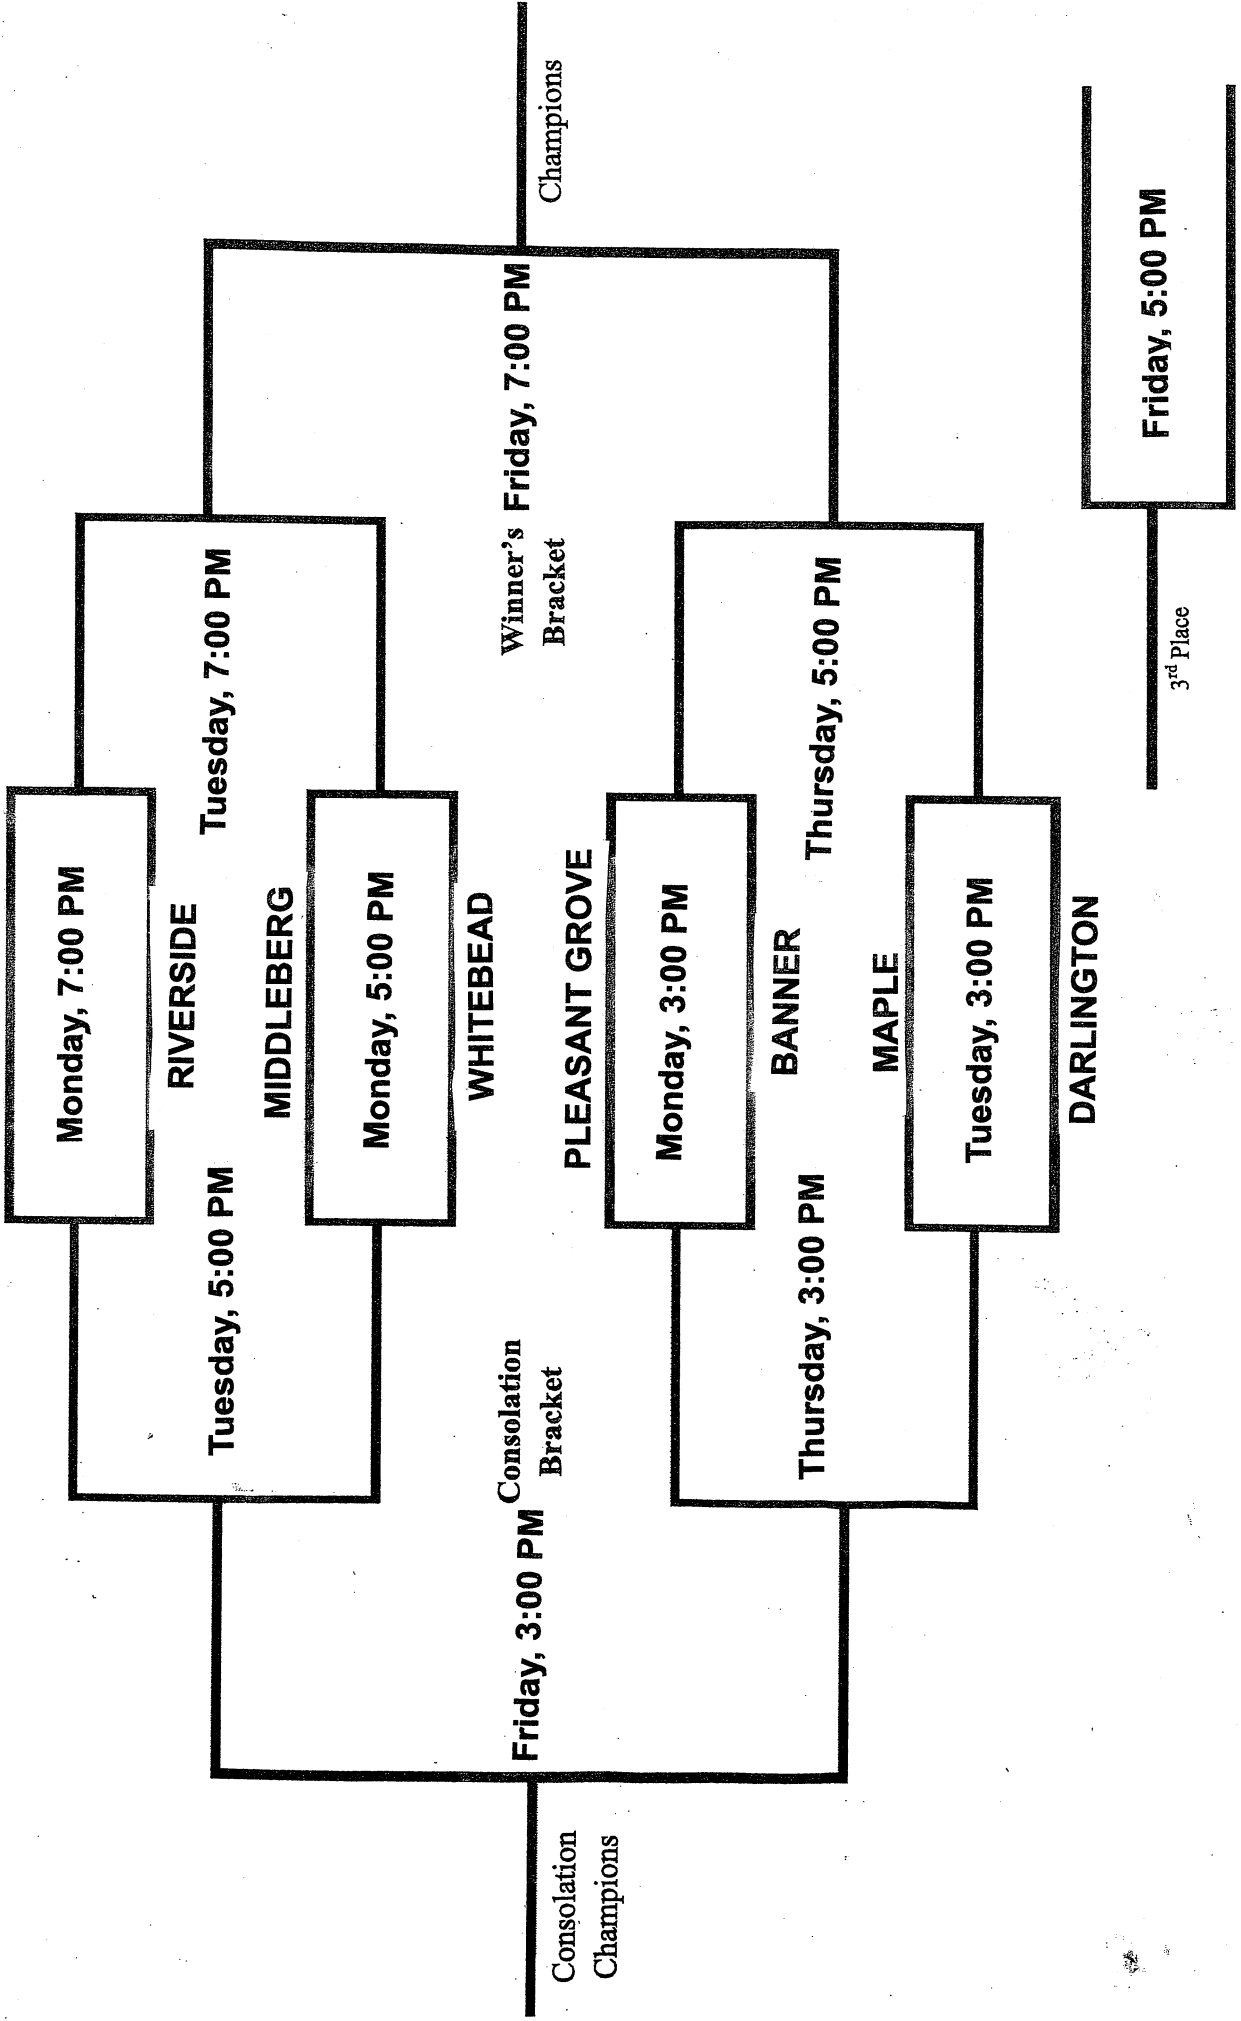 Monday, 7:00 PM
RIVERSIDE
Tuesday, 5:00 PM
Tuesday, 7:00 PM
MIDDLEBERG
Monday, 5:00 PM
WHITEBEAD
Consolation
Bracket
Friday, 3:00 PM
Winner's
Bracket
Friday, 7:00 PM
Champions
Consolation
Champions
PLEASANT GROVE
Monday, 3:00 PM
BANNER
Thursday, 3:00 PM
Thursday, 5:00 PM
MAPLE
Tuesday, 3:00 PM
DARLINGTON
Friday, 5:00 PM
3rd Place